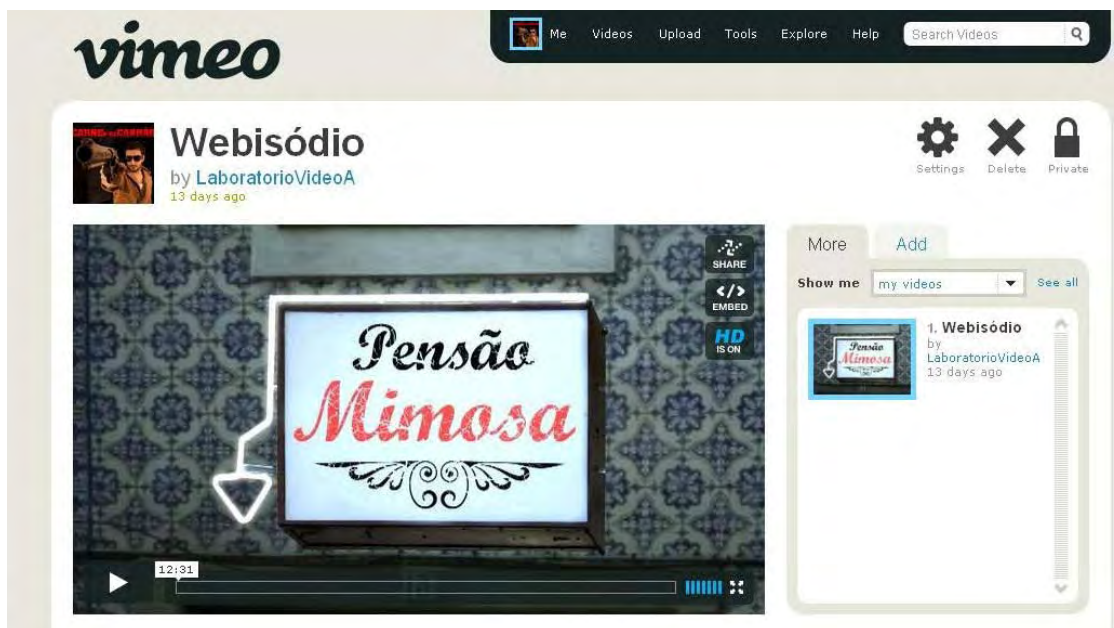 vimeo
Me Videos Upload Tools Explore Help Search Videos
Webisódio
by LaboratorioVideoA
13 days ago
Settings Delete Private
SHARE
</>
EMBED
HD
IS ON
Pensão
Mimosa
12:31
More Add
Show me my videos See all
Pensão
Mimosa
1. Webisódio
by
LaboratorioVideoA
13 days ago